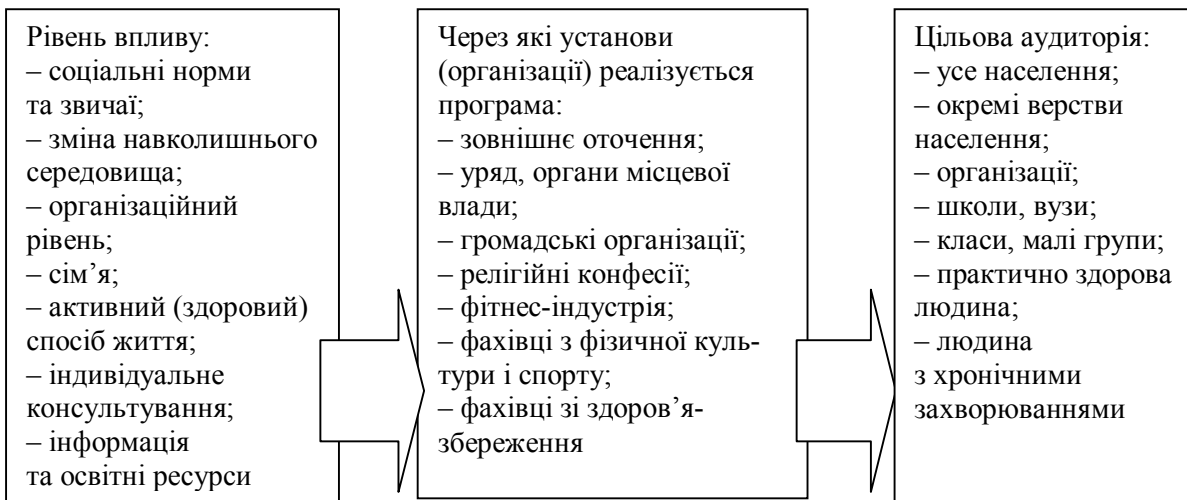 Рівень впливу:
– соціальні норми
та звичаї;
– зміна навколишнього
середовища;
– організаційний
рівень;
– сім’я;
– активний (здоровий)
спосіб життя;
– індивідуальне
консультування;
– інформація
та освітні ресурси
Через які установи
(організації) реалізується
програма:
– зовнішнє оточення;
– уряд, органи місцевої
влади;
– громадські організації;
– релігійні конфесії;
– фітнес-індустрія;
– фахівці з фізичної куль-
тури і спорту;
– фахівці зі здоров’я-
збереження
Цільова аудиторія:
– усе населення;
– окремі верстви
населення;
– організації;
– школи, вузи;
– класи, малі групи;
– практично здорова
людина;
– людина
з хронічними
захворюваннями